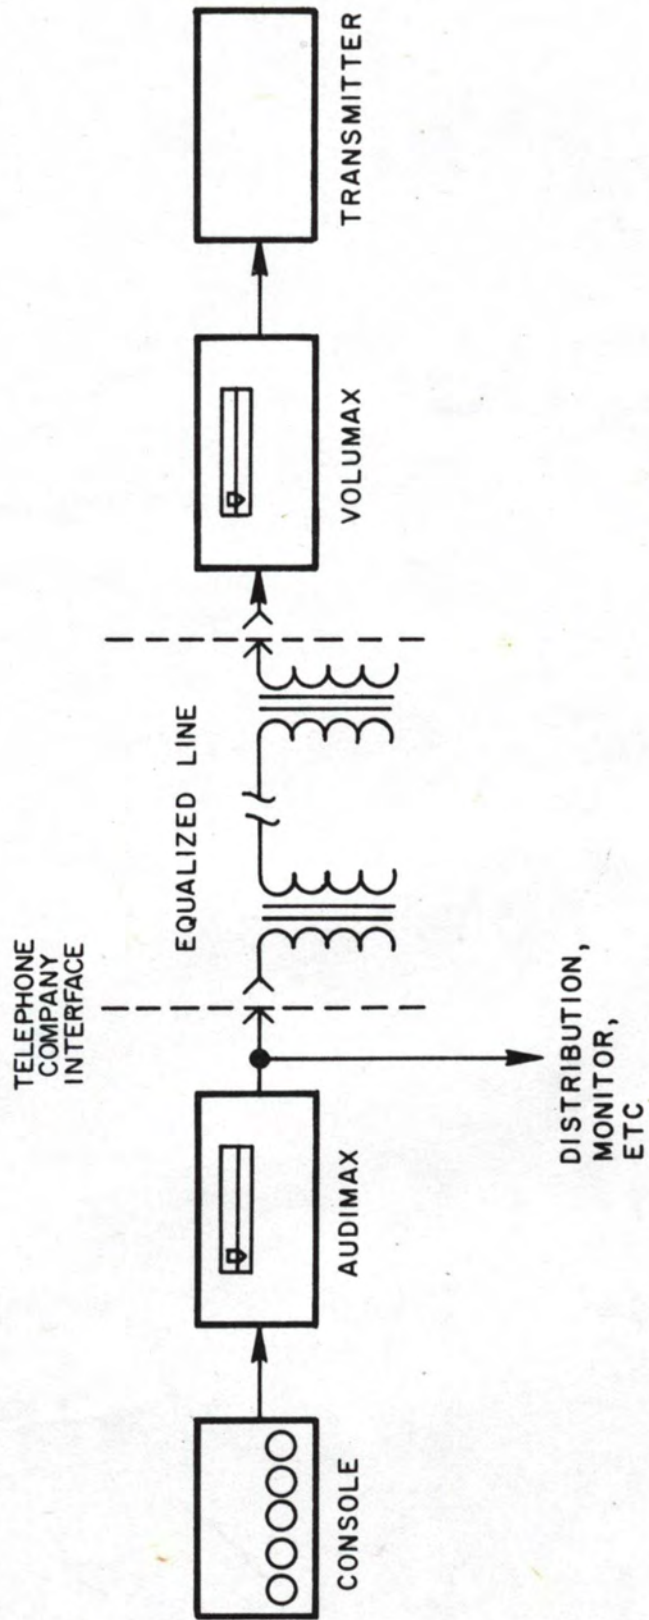 TELEPHONE
COMPANY
INTERFACE
EQUALIZED LINE
CONSOLE
AUDIMAX
VOLUMAX
TRANSMITTER
DISTRIBUTION,
MONITOR,
ETC